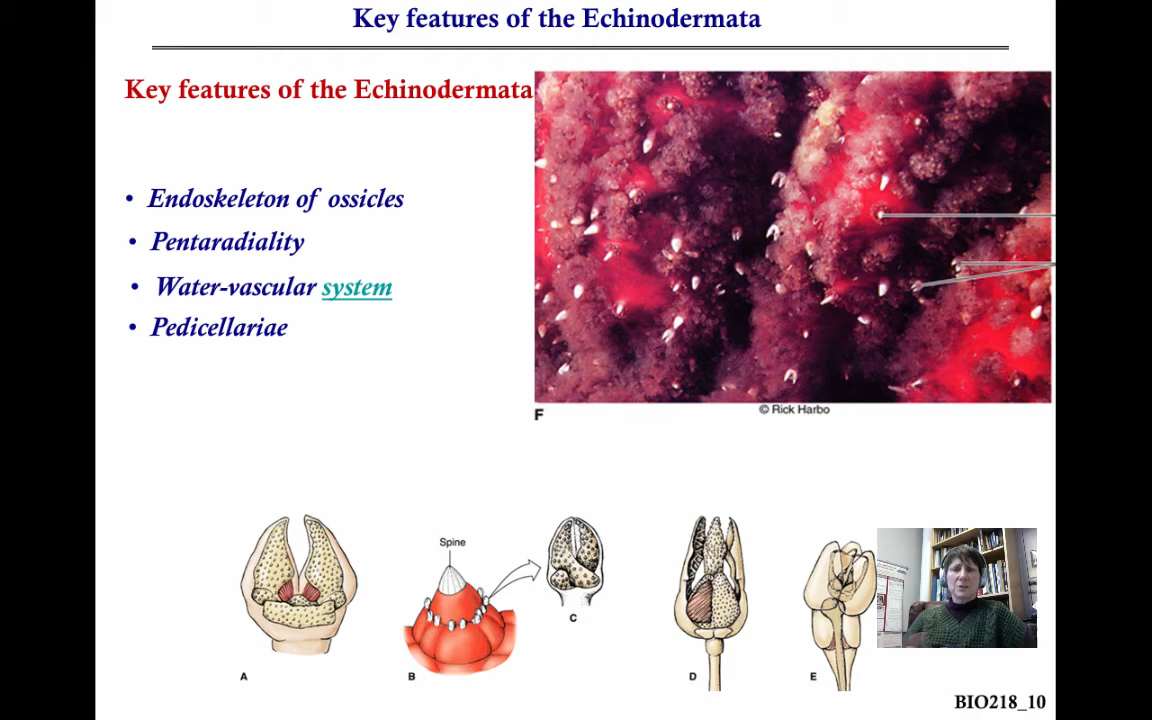 Key features of the Echinodermata
Key features of the Echinodermata
• Endoskeleton of ossicles
• Pentaradiality
• Water-vascular system
• Pedicellariae
F
© Rick Harbo
Spine
A
B
C
D
E
BIO218_10